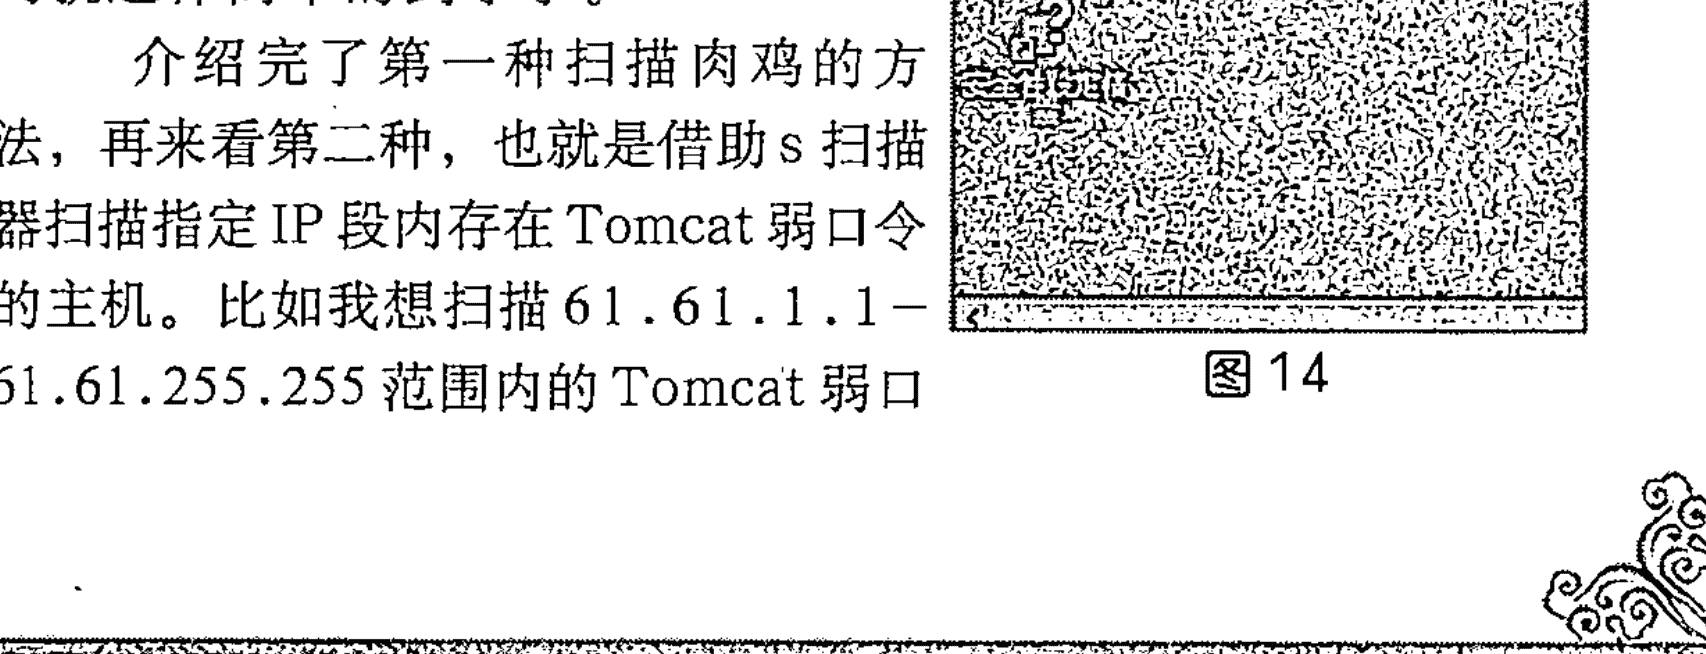 介绍完了第一种扫描肉鸡的方
法，再来看第二种，也就是借助s扫描
器扫描指定IP段内存在Tomcat弱口令
的主机。比如我想扫描61.61.1.1-
61.61.255.255范围内的Tomcat弱口
图14